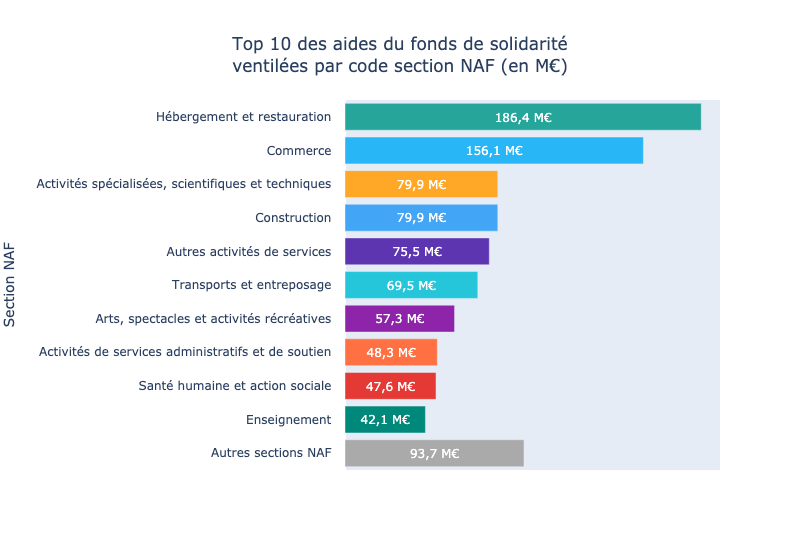 Top 10 des aides du fonds de solidarité
ventilées par code section NAF (en M€)
Section NAF
Hébergement et restauration 186,4 M€
Commerce 156,1 M€
Activités spécialisées, scientifiques et techniques 79,9 M€
Construction 79,9 M€
Autres activités de services 75,5 M€
Transports et entreposage 69,5 M€
Arts, spectacles et activités récréatives 57,3 M€
Activités de services administratifs et de soutien 48,3 M€
Santé humaine et action sociale 47,6 M€
Enseignement 42,1 M€
Autres sections NAF 93,7 M€